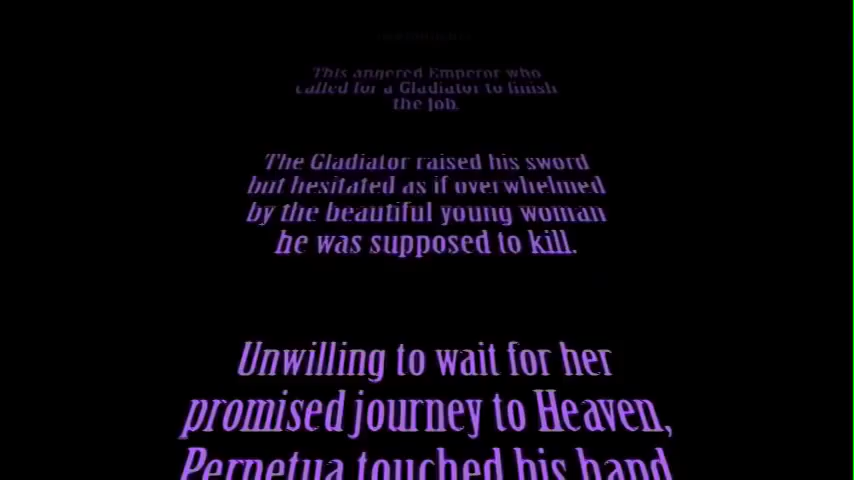 This angered Emperor who
called for a Gladiator to finish
the job.
The Gladiator raised his sword
but hesitated as if overwhelmed
by the beautiful young woman
he was supposed to kill.
Unwilling to wait for her
promised journey to Heaven,
Perpetua touched his hand